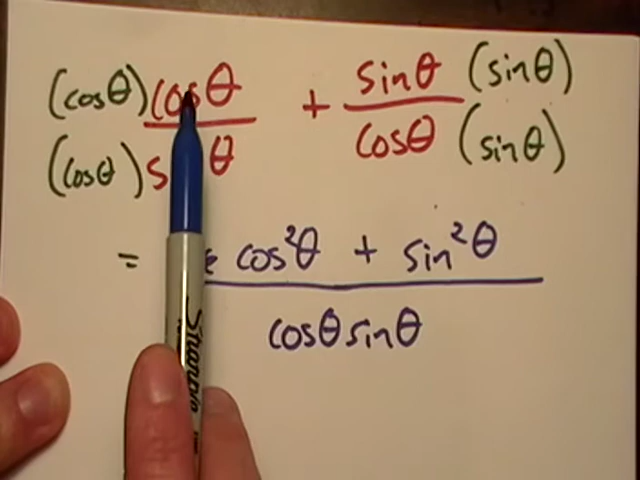 (cosθ) cosθ + sinθ (sinθ)
(cosθ) s θ cosθ (sinθ)
= cos²θ + sin²θ
cosθ sinθ
Sharpie